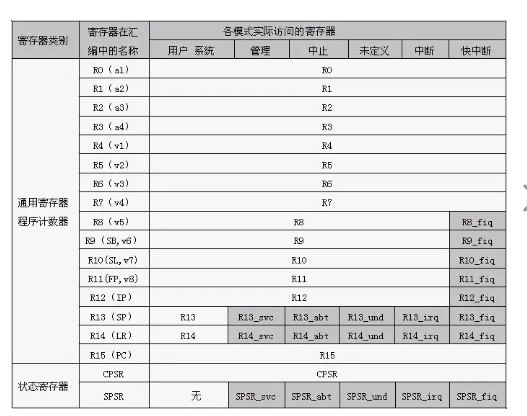 寄存器类别 寄存器在汇编中的名称 各模式实际访问的寄存器
用户 系统 管理 中止 未定义 中断 快中断
通用寄存器程序计数器
R0 (a1) R0
R1 (a2) R1
R2 (a3) R2
R3 (a4) R3
R4 (v1) R4
R5 (v2) R5
R6 (v3) R6
R7 (v4) R7
R8 (v5) R8 R8_fiq
R9 (SB,v6) R9 R9_fiq
R10(SL,v7) R10 R10_fiq
R11(FP,v8) R11 R11_fiq
R12 (IP) R12 R12_fiq
R13 (SP) R13 R13_svc R13_abt R13_und R13_irq R13_fiq
R14 (LR) R14 R14_svc R14_abt R14_und R14_irq R14_fiq
R15 (PC) R15
状态寄存器
CPSR CPSR
SPSR 无 SPSR_svc SPSR_abt SPSR_und SPSR_irq SPSR_fiq